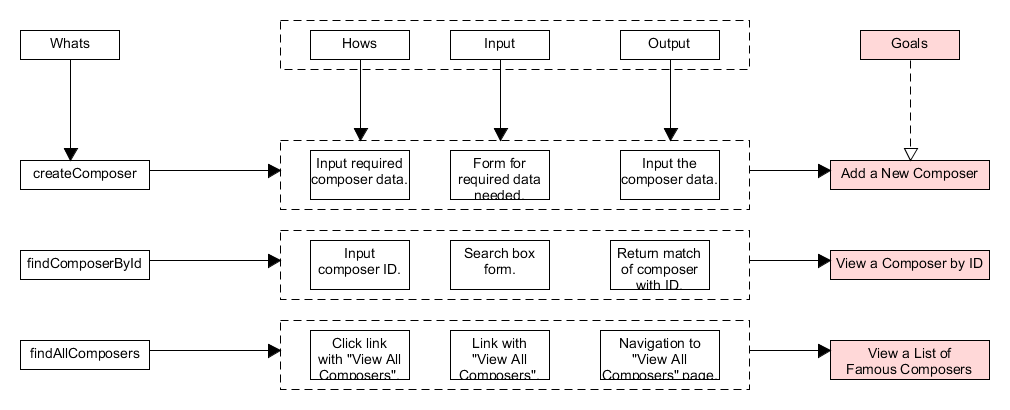 Whats
Hows
Input
Output
Goals
createComposer
Input required
composer data.
Form for
required data
needed.
Input the
composer data.
Add a New Composer
findComposerById
Input
composer ID.
Search box
form.
Return match
of composer
with ID.
View a Composer by ID
findAllComposers
Click link
with "View All
Composers".
Link with
"View All
Composers".
Navigation to
"View All
Composers" page
View a List of
Famous Composers